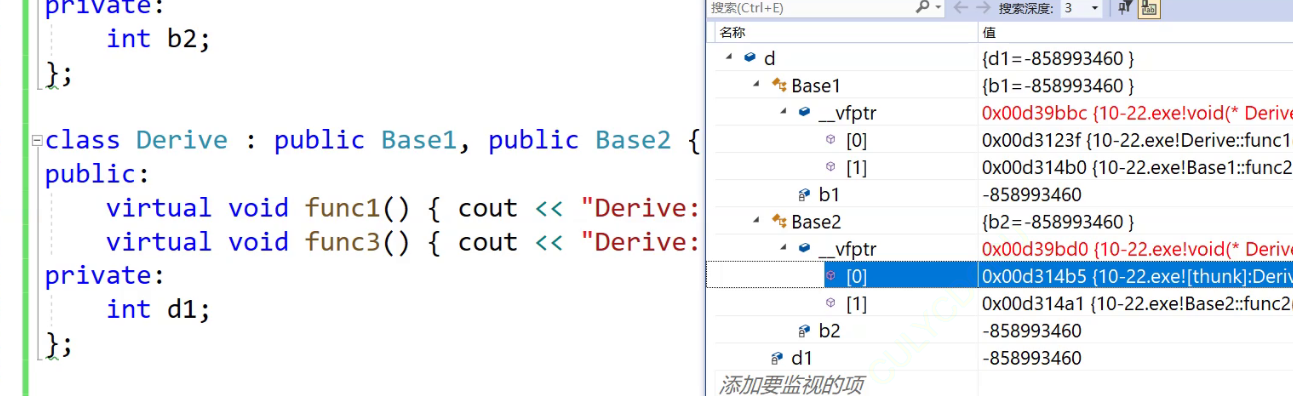 private:
    int b2;
};
class Derive : public Base1, public Base2 {
public:
    virtual void func1() { cout << "Derive:
    virtual void func3() { cout << "Derive:
private:
    int d1;
};
搜索(Ctrl+E) 搜索深度: 3
名称 值
d {d1=-858993460 }
Base1 {b1=-858993460 }
__vfptr 0x00d39bbc {10-22.exe!void(* Derive
[0] 0x00d3123f {10-22.exe!Derive::func1(
[1] 0x00d314b0 {10-22.exe!Base1::func2
b1 -858993460
Base2 {b2=-858993460 }
__vfptr 0x00d39bd0 {10-22.exe!void(* Derive
[0] 0x00d314b5 {10-22.exe![thunk]:Deriv
[1] 0x00d314a1 {10-22.exe!Base2::func2(
b2 -858993460
d1 -858993460
添加要监视的项